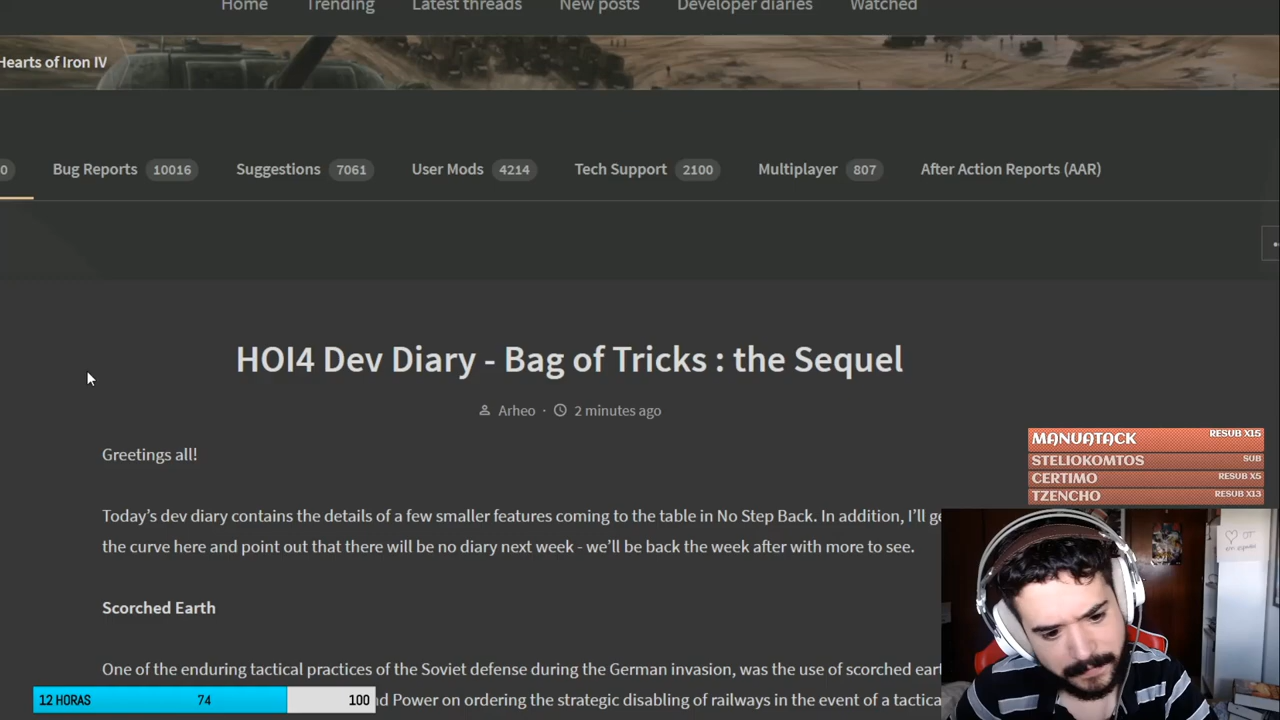 Home Trending Latest threads New posts Developer diaries Watched
Hearts of Iron IV
0 Bug Reports 10016 Suggestions 7061 User Mods 4214 Tech Support 2100 Multiplayer 807 After Action Reports (AAR)
HOI4 Dev Diary - Bag of Tricks : the Sequel
Arheo · 2 minutes ago
Greetings all!
Today’s dev diary contains the details of a few smaller features coming to the table in No Step Back. In addition, I’ll ge
the curve here and point out that there will be no diary next week - we’ll be back the week after with more to see.
Scorched Earth
One of the enduring tactical practices of the Soviet defense during the German invasion, was the use of scorched ear
nd Power on ordering the strategic disabling of railways in the event of a tactica
12 HORAS 74 100
MANUATACK RESUB X15
STELIOKOMTOS SUB
CERTIMO RESUB X5
TZENCHO RESUB X13